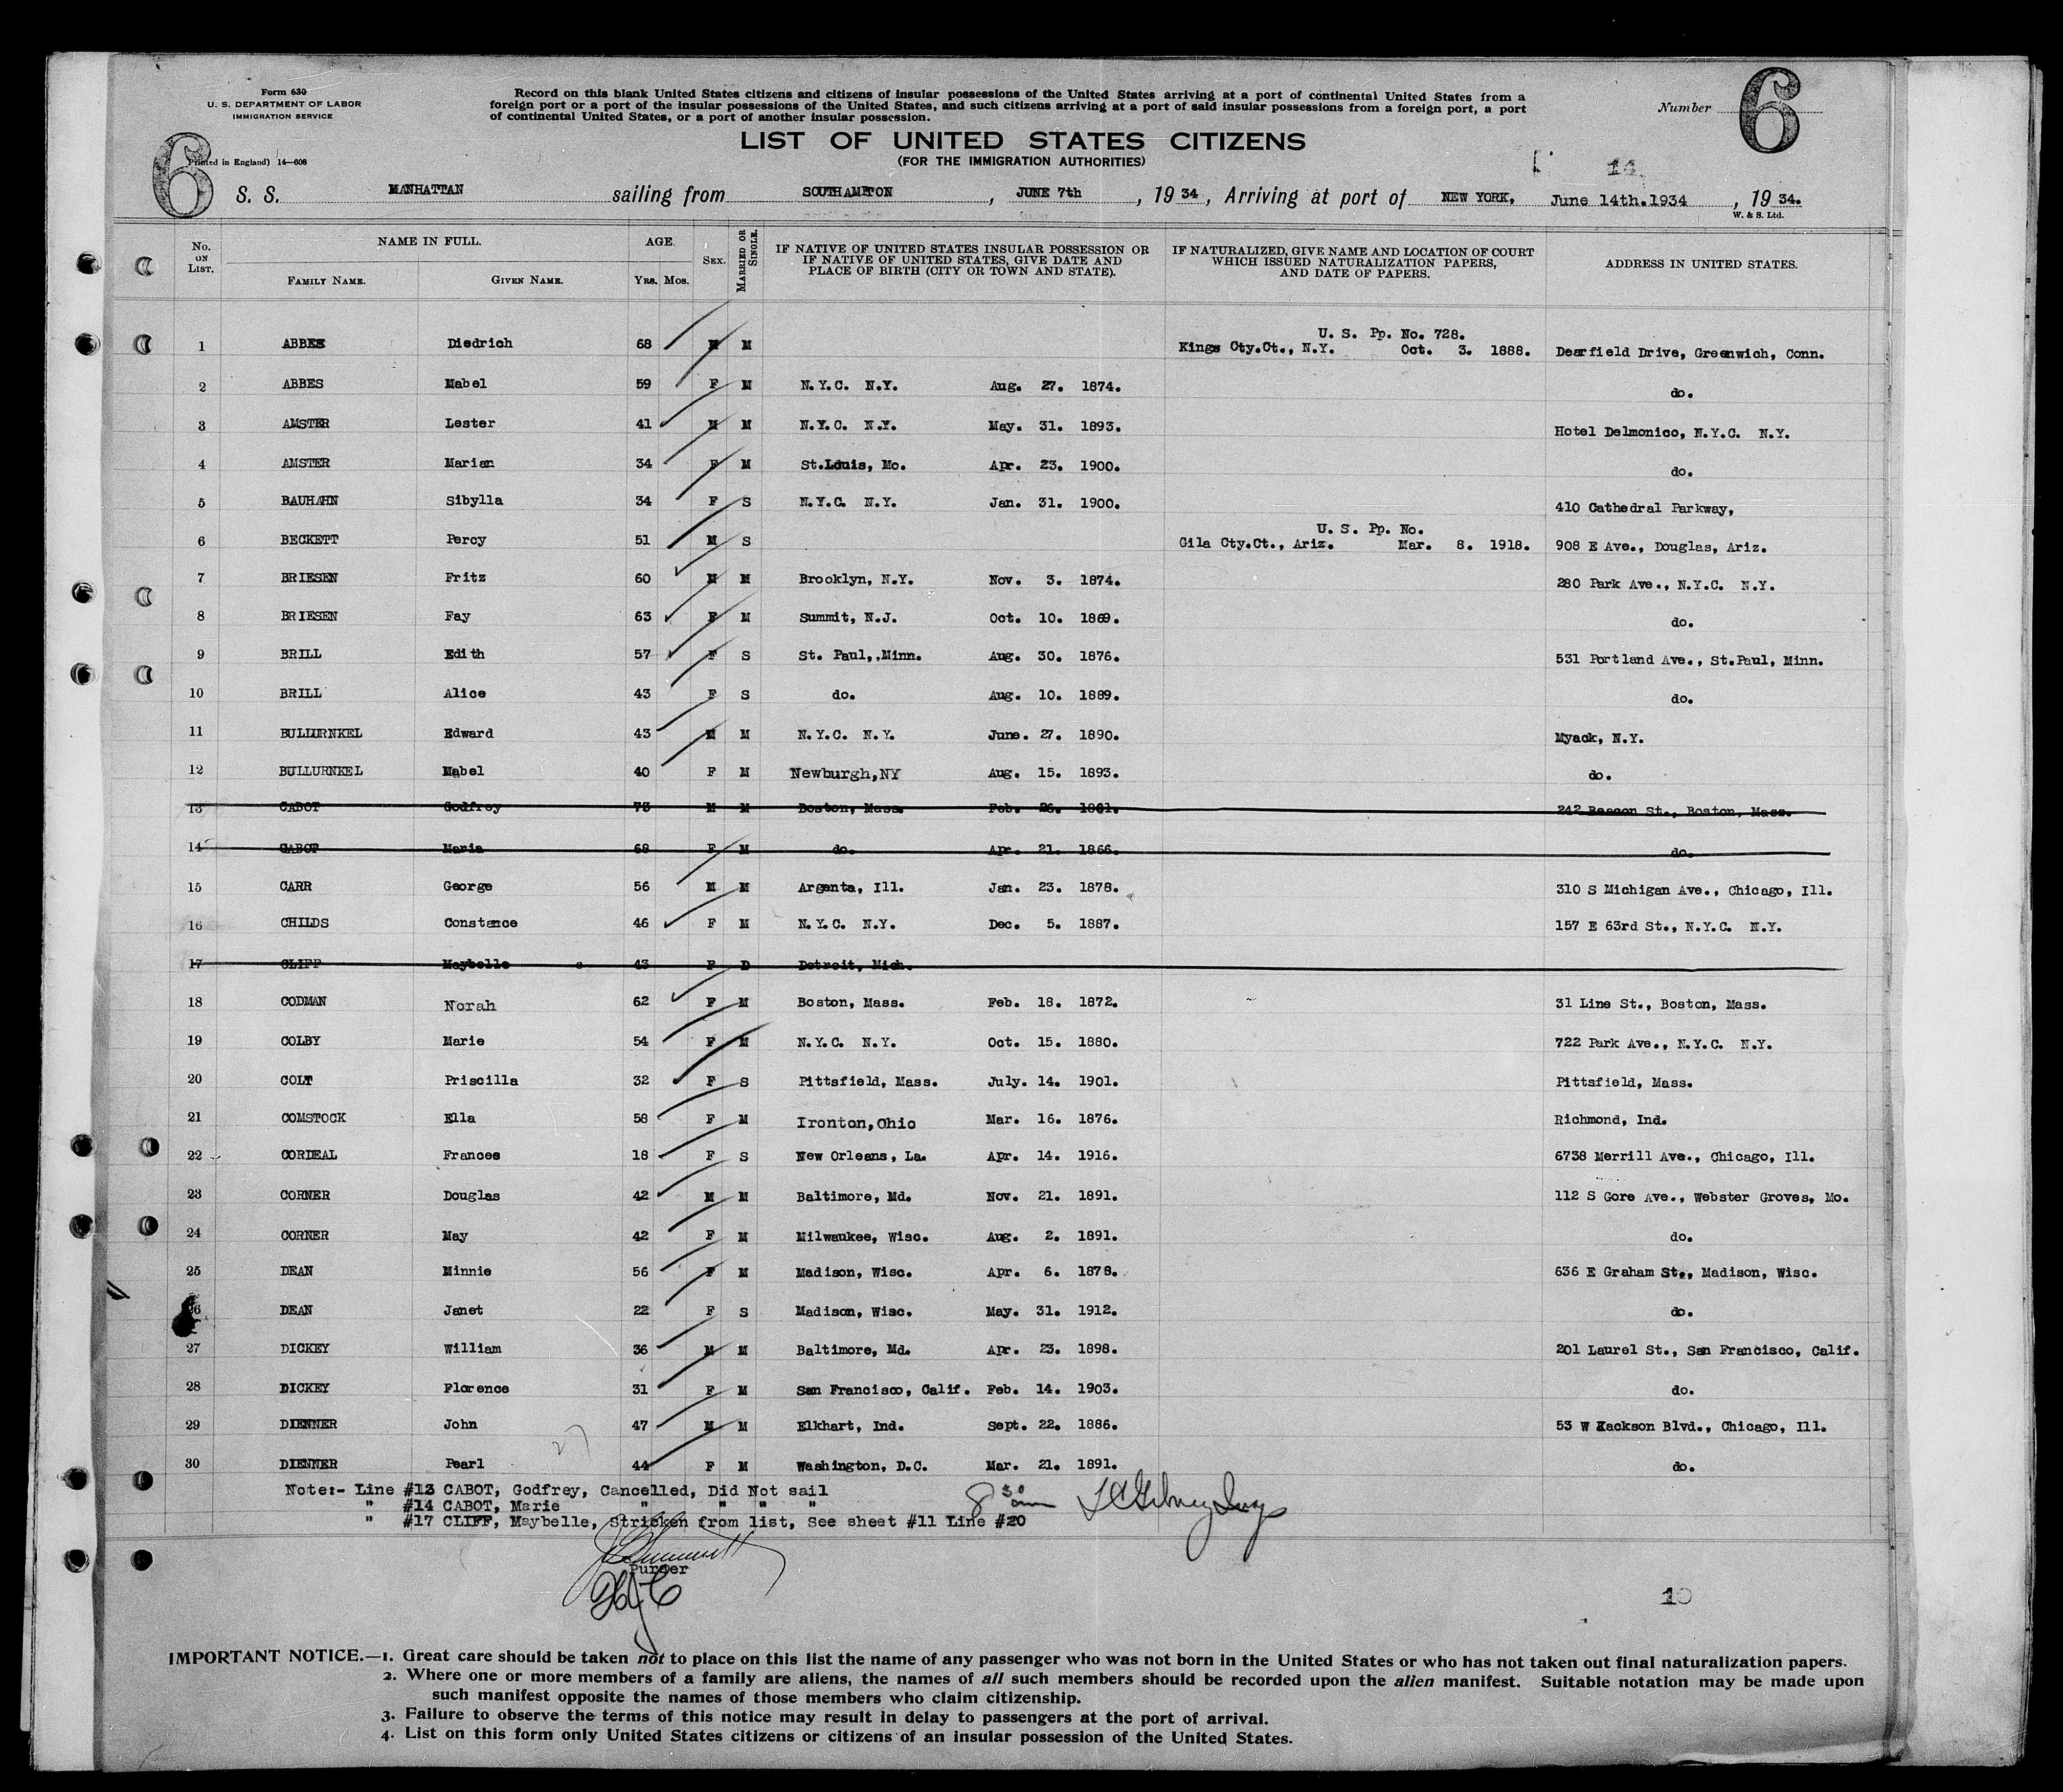 Form 630
U. S. DEPARTMENT OF LABOR
IMMIGRATION SERVICE
Record on this blank United States citizens and citizens of insular possessions of the United States arriving at a port of continental United States from a
foreign port or a port of the insular possessions of the United States, and such citizens arriving at a port of said insular possessions from a foreign port, a port
of continental United States, or a port of another insular possession.
Number 6
6
LIST OF UNITED STATES CITIZENS
(FOR THE IMMIGRATION AUTHORITIES)
Printed in England) 14—608
14
S. S. MANHATTAN sailing from SOUTHAMPTON, JUNE 7th, 19 34, Arriving at port of NEW YORK, June 14th.1934, 19 34.
W. & S. Ltd.
No. ON LIST. NAME IN FULL. AGE. SEX. MARRIED OR SINGLE. IF NATIVE OF UNITED STATES INSULAR POSSESSION OR IF NATIVE OF UNITED STATES, GIVE DATE AND PLACE OF BIRTH (CITY OR TOWN AND STATE). IF NATURALIZED, GIVE NAME AND LOCATION OF COURT WHICH ISSUED NATURALIZATION PAPERS, AND DATE OF PAPERS. ADDRESS IN UNITED STATES.
FAMILY NAME. GIVEN NAME. YRS. MOS.
U. S. Pp. No. 728.
1 ABBES Diedrich 68 M M Kings Cty.Ct., N.Y. Oct. 3. 1888. Dearfield Drive, Greenwich, Conn.
2 ABBES Mabel 59 F M N.Y.C. N.Y. Aug. 27. 1874. do.
3 AMSTER Lester 41 M M N.Y.C. N.Y. May. 31. 1893. Hotel Delmonico, N.Y.C. N.Y.
4 AMSTER Marian 34 F M St.Louis, Mo. Apr. 23. 1900. do.
5 BAUHAHN Sibylla 34 F S N.Y.C. N.Y. Jan. 31. 1900. 410 Cathedral Parkway,
U. S. Pp. No.
6 BECKETT Percy 51 M S Gila Cty.Ct., Ariz. Mar. 8. 1918. 908 E Ave., Douglas, Ariz.
7 BRIESEN Fritz 60 M M Brooklyn, N.Y. Nov. 3. 1874. 280 Park Ave., N.Y.C. N.Y.
8 BRIESEN Fay 63 F M Summit, N.J. Oct. 10. 1869. do.
9 BRILL Edith 57 F S St. Paul,,Minn. Aug. 30. 1876. 531 Portland Ave., St.Paul, Minn.
10 BRILL Alice 43 F S do. Aug. 10. 1889. do.
11 BULLURNKEL Edward 43 M M N.Y.C. N.Y. June. 27. 1890. Myack, N.Y.
12 BULLURNKEL Mabel 40 F M Newburgh,NY Aug. 15. 1893. do.
13 CABOT Godfrey 73 M M Boston, Mass. Feb. 26. 1861. 242 Beacon St., Boston, Mass.
14 CABOT Maria 68 F M do. Apr. 21. 1866. do.
15 CARR George 56 M M Argenta, Ill. Jan. 23. 1878. 310 S Michigan Ave., Chicago, Ill.
16 CHILDS Constance 46 F M N.Y.C. N.Y. Dec. 5. 1887. 157 E 63rd St., N.Y.C. N.Y.
17 CLIFF Maybelle 43 F D Detroit, Mich.
18 CODMAN Norah 62 F M Boston, Mass. Feb. 18. 1872. 31 Line St., Boston, Mass.
19 COLBY Marie 54 F M N.Y.C. N.Y. Oct. 15. 1880. 722 Park Ave., N.Y.C. N.Y.
20 COLT Priscilla 32 F S Pittsfield, Mass. July. 14. 1901. Pittsfield, Mass.
21 COMSTOCK Ella 58 F M Ironton,Ohio Mar. 16. 1876. Richmond, Ind.
22 CORDEAL Frances 18 F S New Orleans, La. Apr. 14. 1916. 6738 Merrill Ave., Chicago, Ill.
23 CORNER Douglas 42 M M Baltimore, Md. Nov. 21. 1891. 112 S Gore Ave., Webster Groves, Mo.
24 CORNER May 42 F M Milwaukee, Wisc. Aug. 2. 1891. do.
25 DEAN Minnie 56 F M Madison, Wisc. Apr. 6. 1878. 636 E Graham St., Madison, Wisc.
26 DEAN Janet 22 F S Madison, Wisc. May. 31. 1912. do.
27 DICKEY William 36 M M Baltimore, Md. Apr. 23. 1898. 201 Laurel St., San Francisco, Calif.
28 DICKEY Florence 31 F M San Francisco, Calif. Feb. 14. 1903. do.
29 DIENNER John 47 M M Elkhart, Ind. Sept. 22. 1886. 53 W Kackson Blvd., Chicago, Ill.
30 DIENNER Pearl 44 F M Washington, D.C. Mar. 21. 1891. do.
27
Note:- Line #13 CABOT, Godfrey, Cancelled, Did Not sail
" #14 CABOT, Marie " " " "
" #17 CLIFF, Maybelle, Stricken from list, See sheet #11 Line #20
8 30 am
Purser
10
IMPORTANT NOTICE.—1. Great care should be taken not to place on this list the name of any passenger who was not born in the United States or who has not taken out final naturalization papers.
2. Where one or more members of a family are aliens, the names of all such members should be recorded upon the alien manifest. Suitable notation may be made upon
such manifest opposite the names of those members who claim citizenship.
3. Failure to observe the terms of this notice may result in delay to passengers at the port of arrival.
4. List on this form only United States citizens or citizens of an insular possession of the United States.